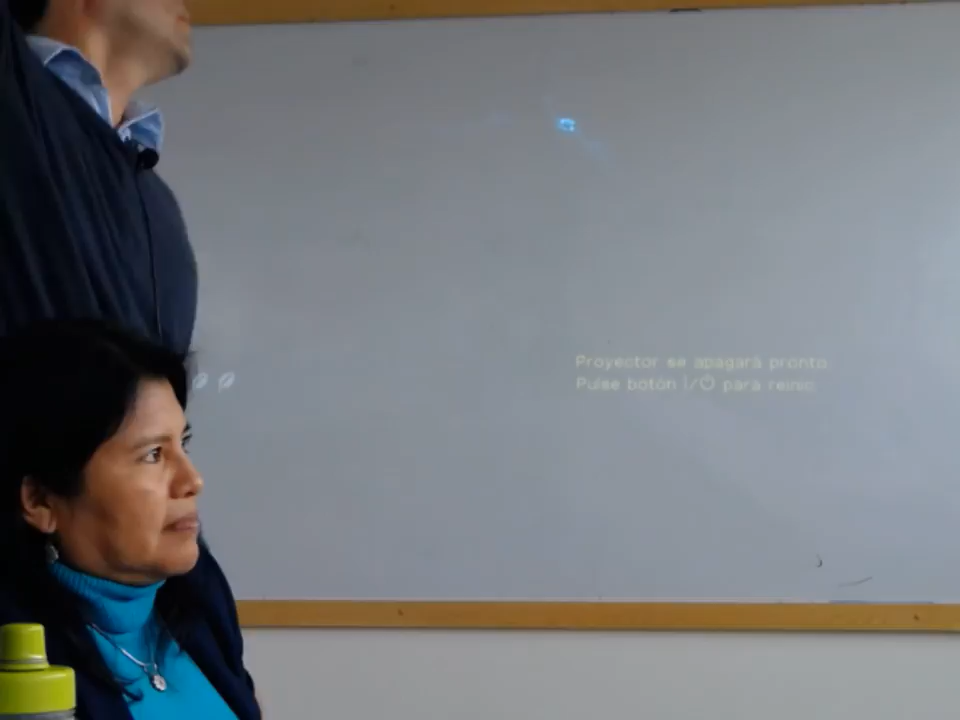 Proyector se apagará pronto.
Pulse botón I/⏻ para reinic.